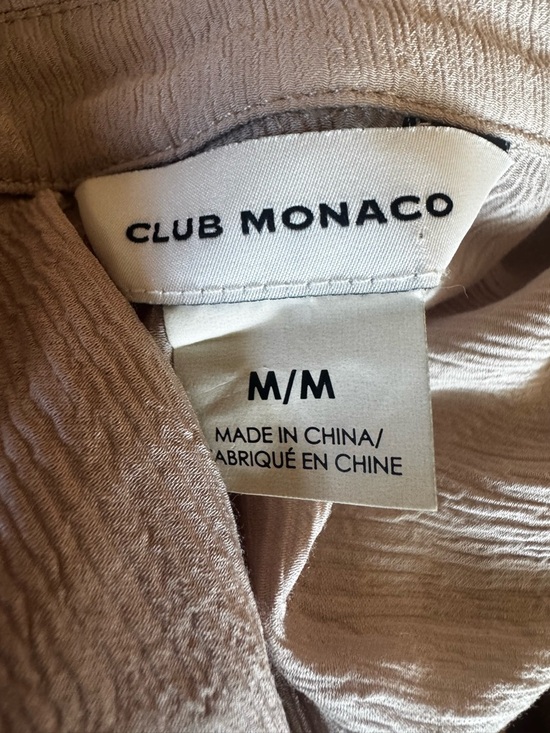 CLUB MONACO
M/M
MADE IN CHINA/
ABRIQUÉ EN CHINE